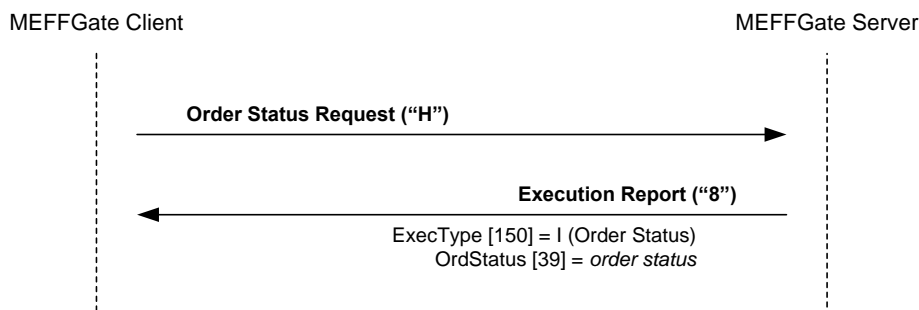 MEFFGate Client
MEFFGate Server
Order Status Request (“H”)
Execution Report (“8”)
ExecType [150] = I (Order Status)
OrdStatus [39] = order status